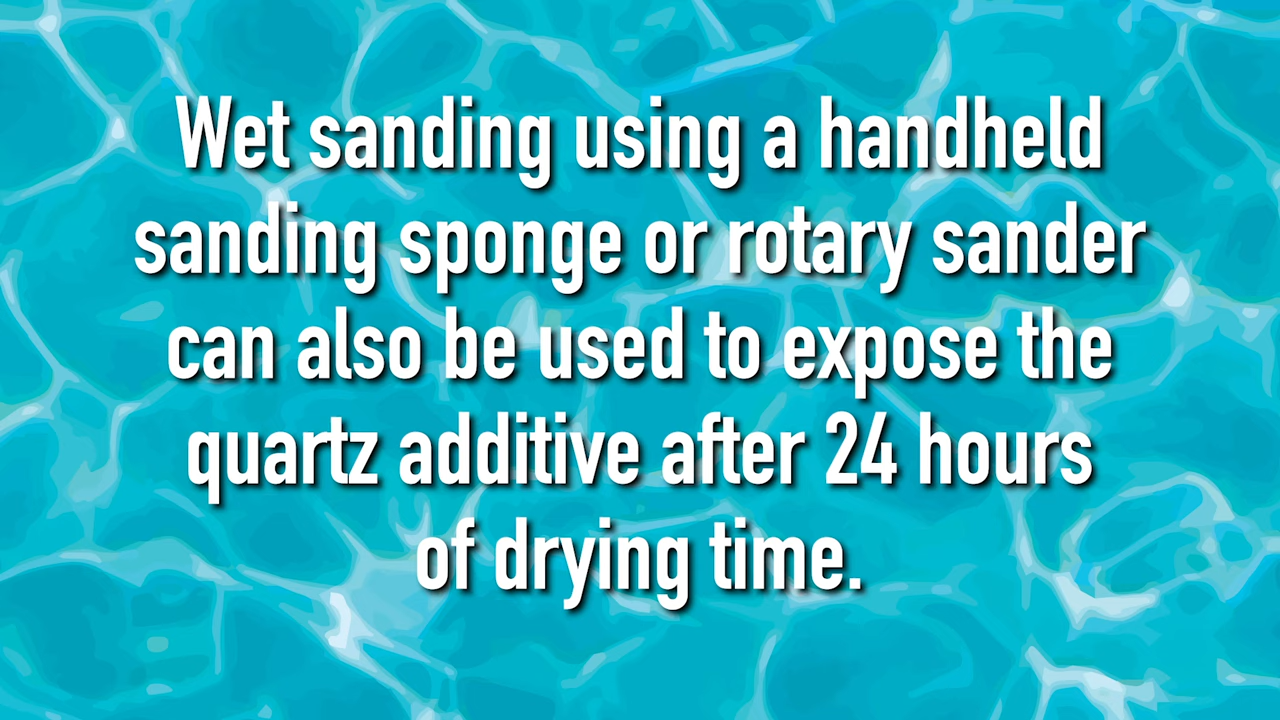 Wet sanding using a handheld
sanding sponge or rotary sander
can also be used to expose the
quartz additive after 24 hours
of drying time.